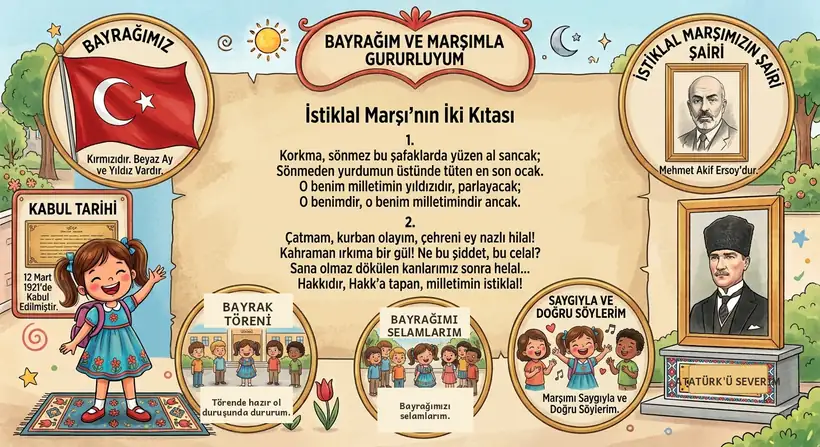 BAYRAĞIM VE MARŞIMLA
GURURLUYUM
BAYRAĞIMIZ
Kırmızıdır. Beyaz Ay
ve Yıldız Vardır.
İSTİKLAL MARŞIMIZIN ŞAİRİ
Mehmet Akif Ersoy'dur.
KABUL TARİHİ
12 Mart
1921'de
Kabul
Edilmiştir.
İstiklal Marşı'nın İki Kıtası
1.
Korkma, sönmez bu şafaklarda yüzen al sancak;
Sönmeden yurdumun üstünde tüten en son ocak.
O benim milletimin yıldızıdır, parlayacak;
O benimdir, o benim milletimindir ancak.
2.
Çatmam, kurban olayım, çehreni ey nazlı hilal!
Kahraman ırkıma bir gül! Ne bu şiddet, bu celal?
Sana olmaz dökülen kanlarımız sonra helal...
Hakkıdır, Hakk'a tapan, milletimin istiklal!
BAYRAK
TÖRENİ
Törende hazır ol
duruşunda dururum.
BAYRAĞIMI
SELAMLARIM
Bayrağımızı
selamlarım.
SAYGIYLA VE
DOĞRU SÖYLERİM
Marşımı Saygıyla ve
Doğru Söylerim.
ATATÜRK'Ü SEVERİM